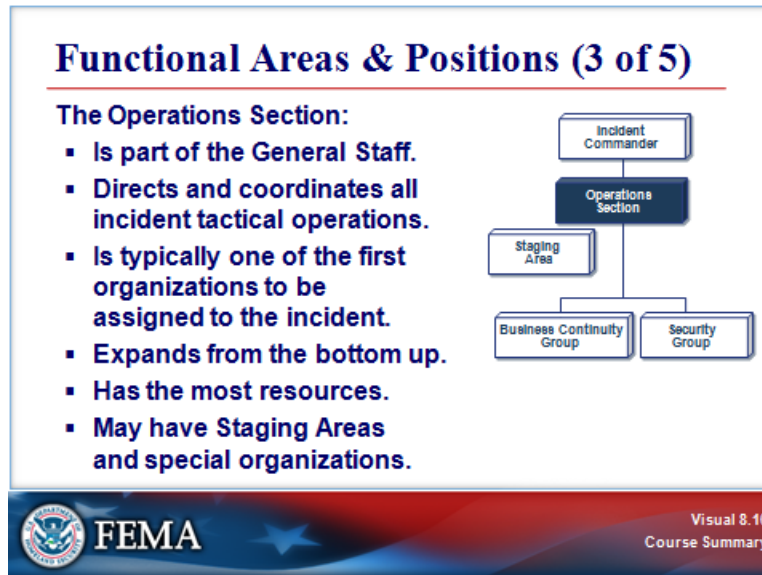 Functional Areas & Positions (3 of 5)
The Operations Section:
▪ Is part of the General Staff.
▪ Directs and coordinates all
incident tactical operations.
▪ Is typically one of the first
organizations to be
assigned to the incident.
▪ Expands from the bottom up.
▪ Has the most resources.
▪ May have Staging Areas
and special organizations.
Incident
Commander
Operations
Section
Staging
Area
Business Continuity
Group
Security
Group
FEMA
Visual 8.10
Course Summary